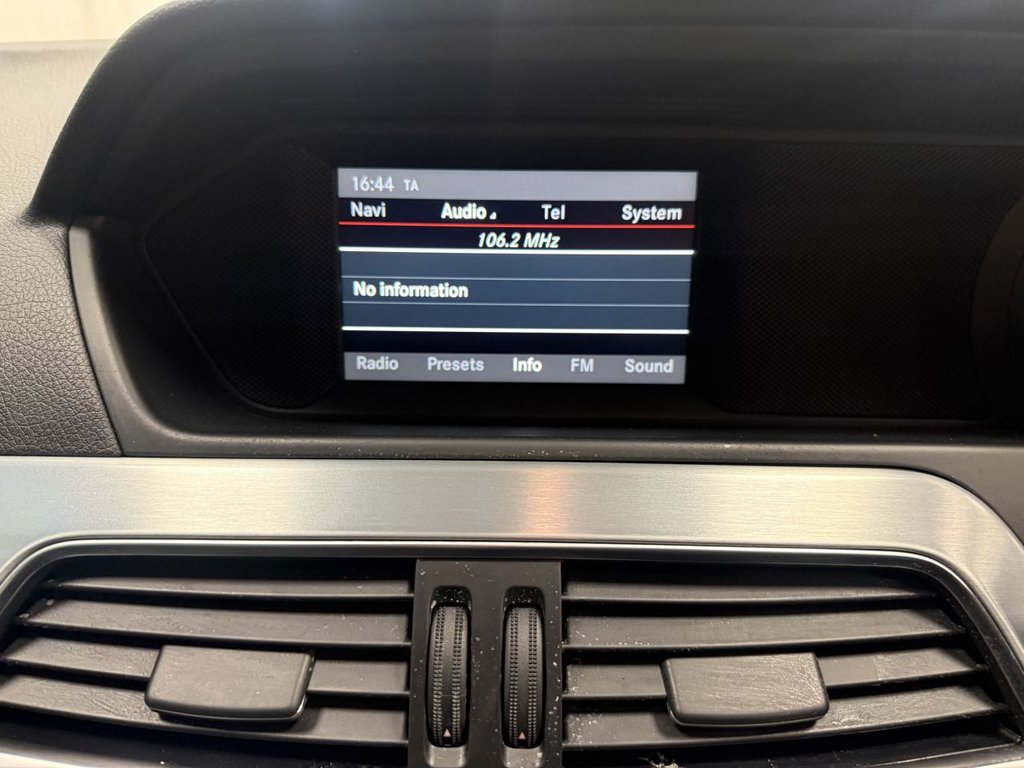 16:44 TA
Navi Audio Tel System
106.2 MHz
No information
Radio Presets Info FM Sound